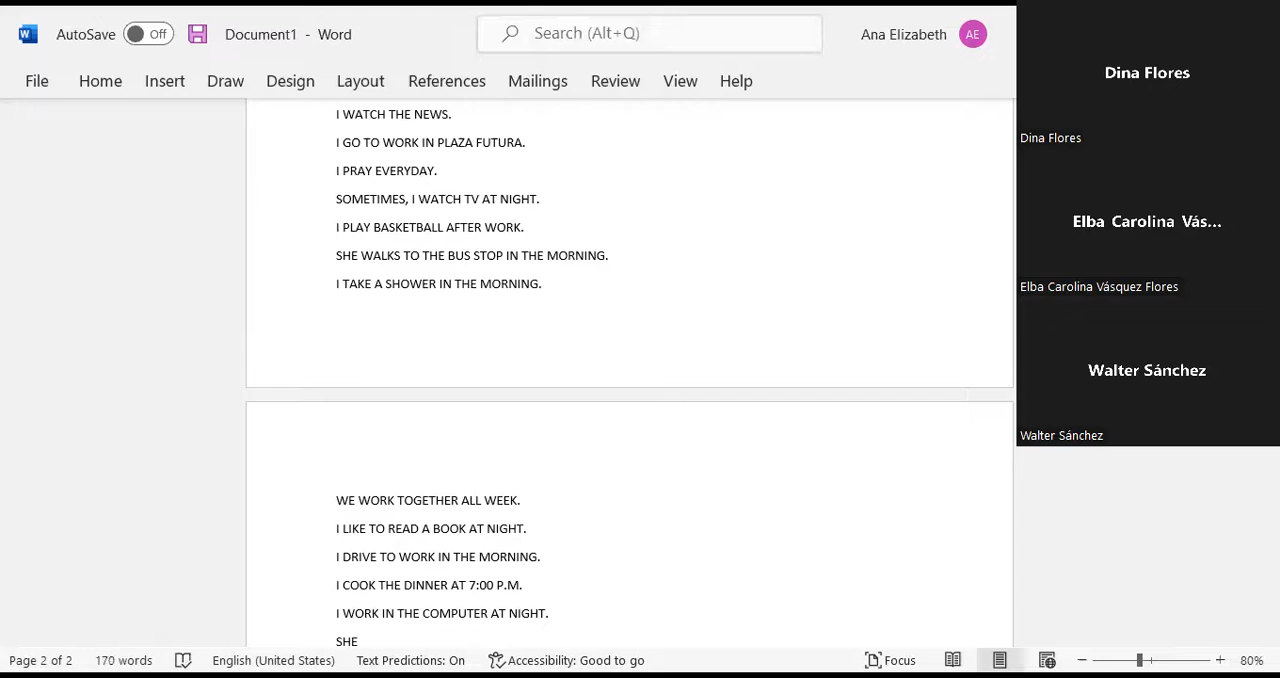 W
AutoSave
Off
Document1 - Word
Search (Alt+Q)
Ana Elizabeth
AE
File
Home
Insert
Draw
Design
Layout
References
Mailings
Review
View
Help
I WATCH THE NEWS.
I GO TO WORK IN PLAZA FUTURA.
I PRAY EVERYDAY.
SOMETIMES, I WATCH TV AT NIGHT.
I PLAY BASKETBALL AFTER WORK.
SHE WALKS TO THE BUS STOP IN THE MORNING.
I TAKE A SHOWER IN THE MORNING.
WE WORK TOGETHER ALL WEEK.
I LIKE TO READ A BOOK AT NIGHT.
I DRIVE TO WORK IN THE MORNING.
I COOK THE DINNER AT 7:00 P.M.
I WORK IN THE COMPUTER AT NIGHT.
SHE
Page 2 of 2
170 words
English (United States)
Text Predictions: On
Accessibility: Good to go
Focus
80%
Dina Flores
Dina Flores
Elba Carolina Vás...
Elba Carolina Vásquez Flores
Walter Sánchez
Walter Sánchez